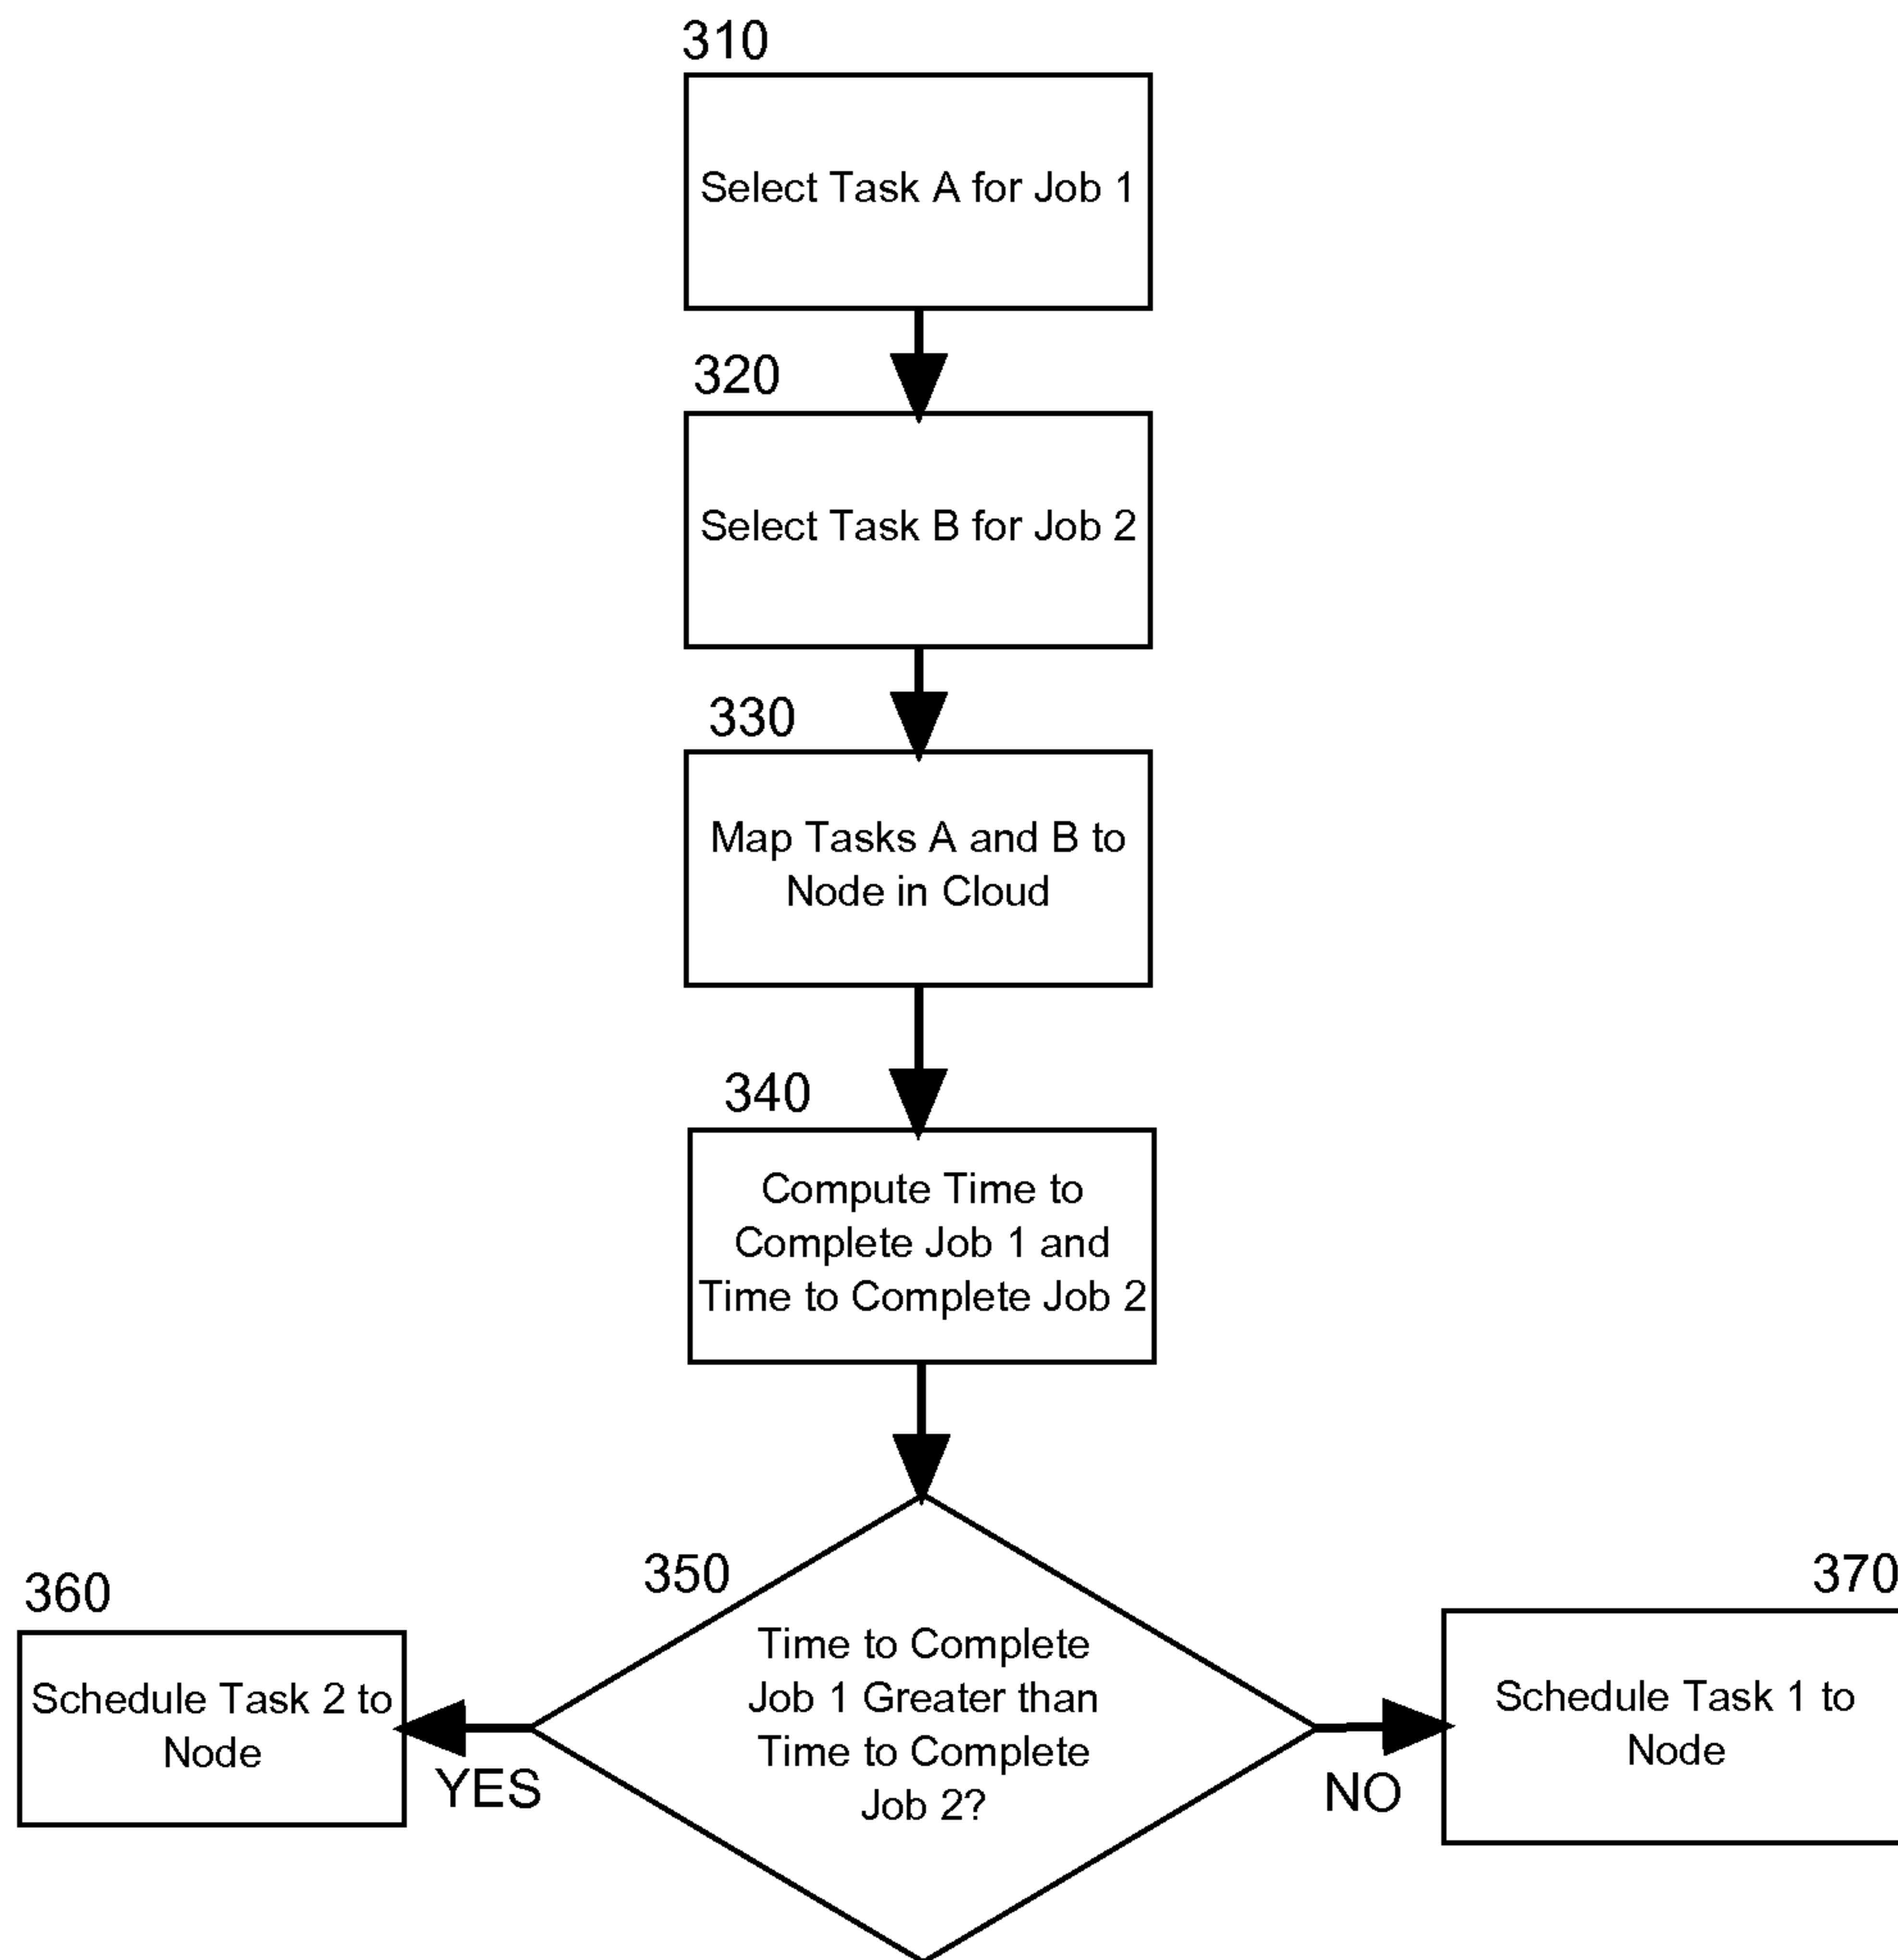 310
Select Task A for Job 1
320
Select Task B for Job 2
330
Map Tasks A and B to
Node in Cloud
340
Compute Time to
Complete Job 1 and
Time to Complete Job 2
350
Time to Complete
Job 1 Greater than
Time to Complete
Job 2?
360
Schedule Task 2 to
Node
YES
370
Schedule Task 1 to
Node
NO